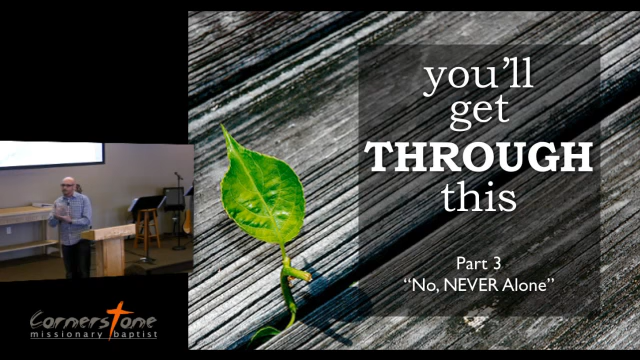 you'll
get
THROUGH
this
Part 3
“No, NEVER Alone”
Cornerstone
missionary baptist